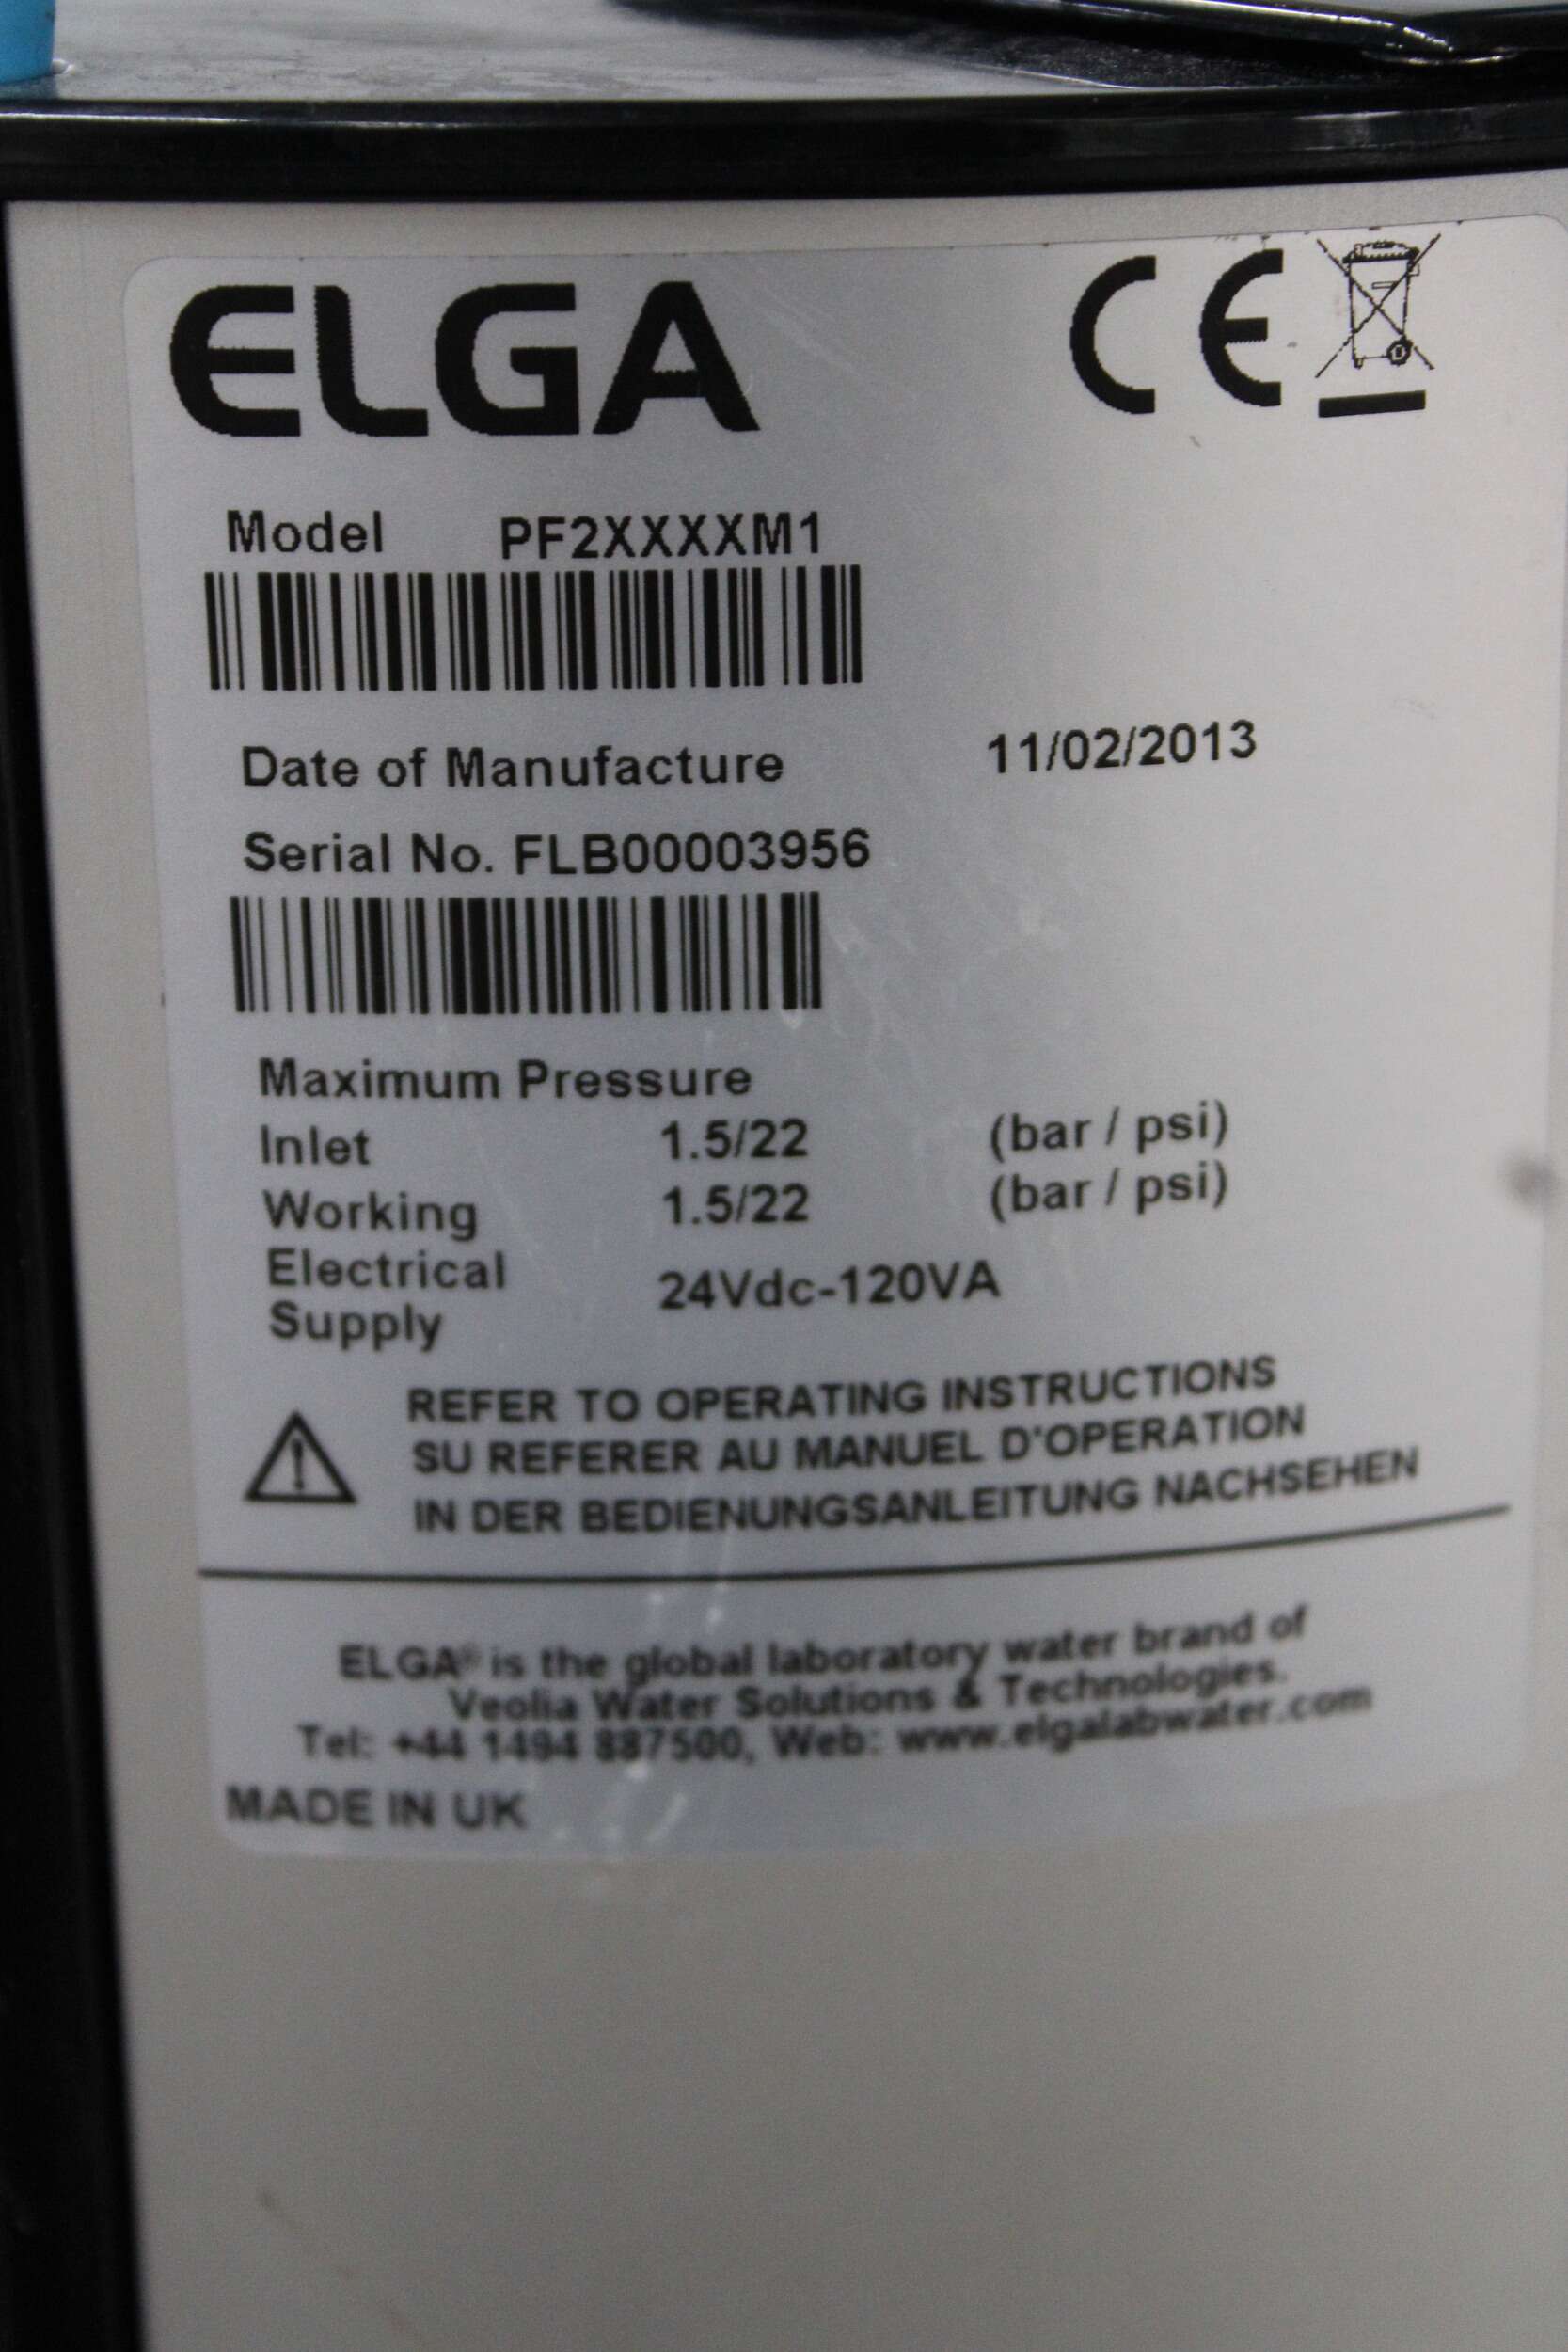 ELGA CE
Model PF2XXXXM1
Date of Manufacture 11/02/2013
Serial No. FLB00003956
Maximum Pressure
Inlet 1.5/22 (bar / psi)
Working 1.5/22 (bar / psi)
Electrical
Supply 24Vdc-120VA
REFER TO OPERATING INSTRUCTIONS
SU REFERER AU MANUEL D'OPERATION
IN DER BEDIENUNGSANLEITUNG NACHSEHEN
ELGA® is the global laboratory water brand of
Veolia Water Solutions & Technologies.
Tel: +44 1494 887500, Web: www.elgalabwater.com
MADE IN UK